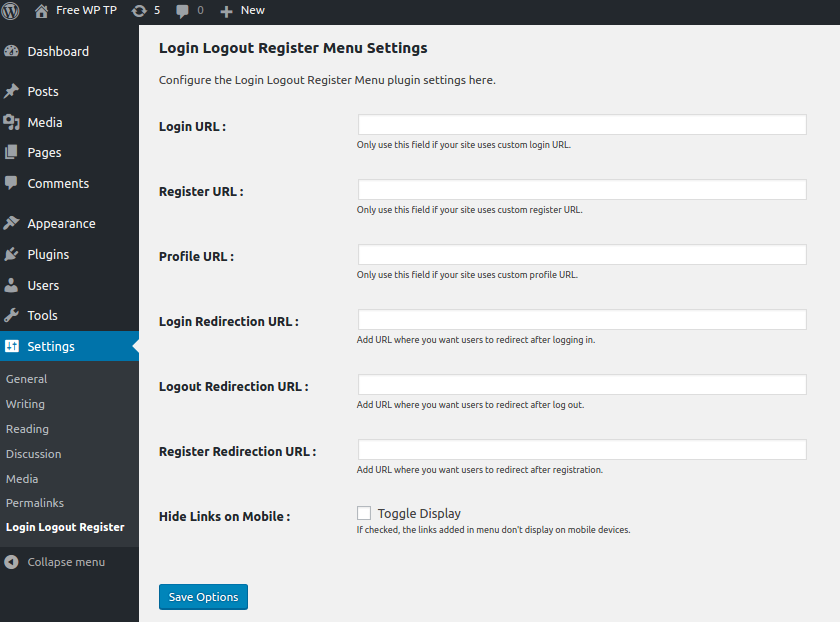 Free WP TP 5 0 New
Dashboard
Posts
Media
Pages
Comments
Appearance
Plugins
Users
Tools
Settings
General
Writing
Reading
Discussion
Media
Permalinks
Login Logout Register
Collapse menu
Login Logout Register Menu Settings
Configure the Login Logout Register Menu plugin settings here.
Login URL :
Only use this field if your site uses custom login URL.
Register URL :
Only use this field if your site uses custom register URL.
Profile URL :
Only use this field if your site uses custom profile URL.
Login Redirection URL :
Add URL where you want users to redirect after logging in.
Logout Redirection URL :
Add URL where you want users to redirect after log out.
Register Redirection URL :
Add URL where you want users to redirect after registration.
Hide Links on Mobile :
Toggle Display
If checked, the links added in menu don't display on mobile devices.
Save Options